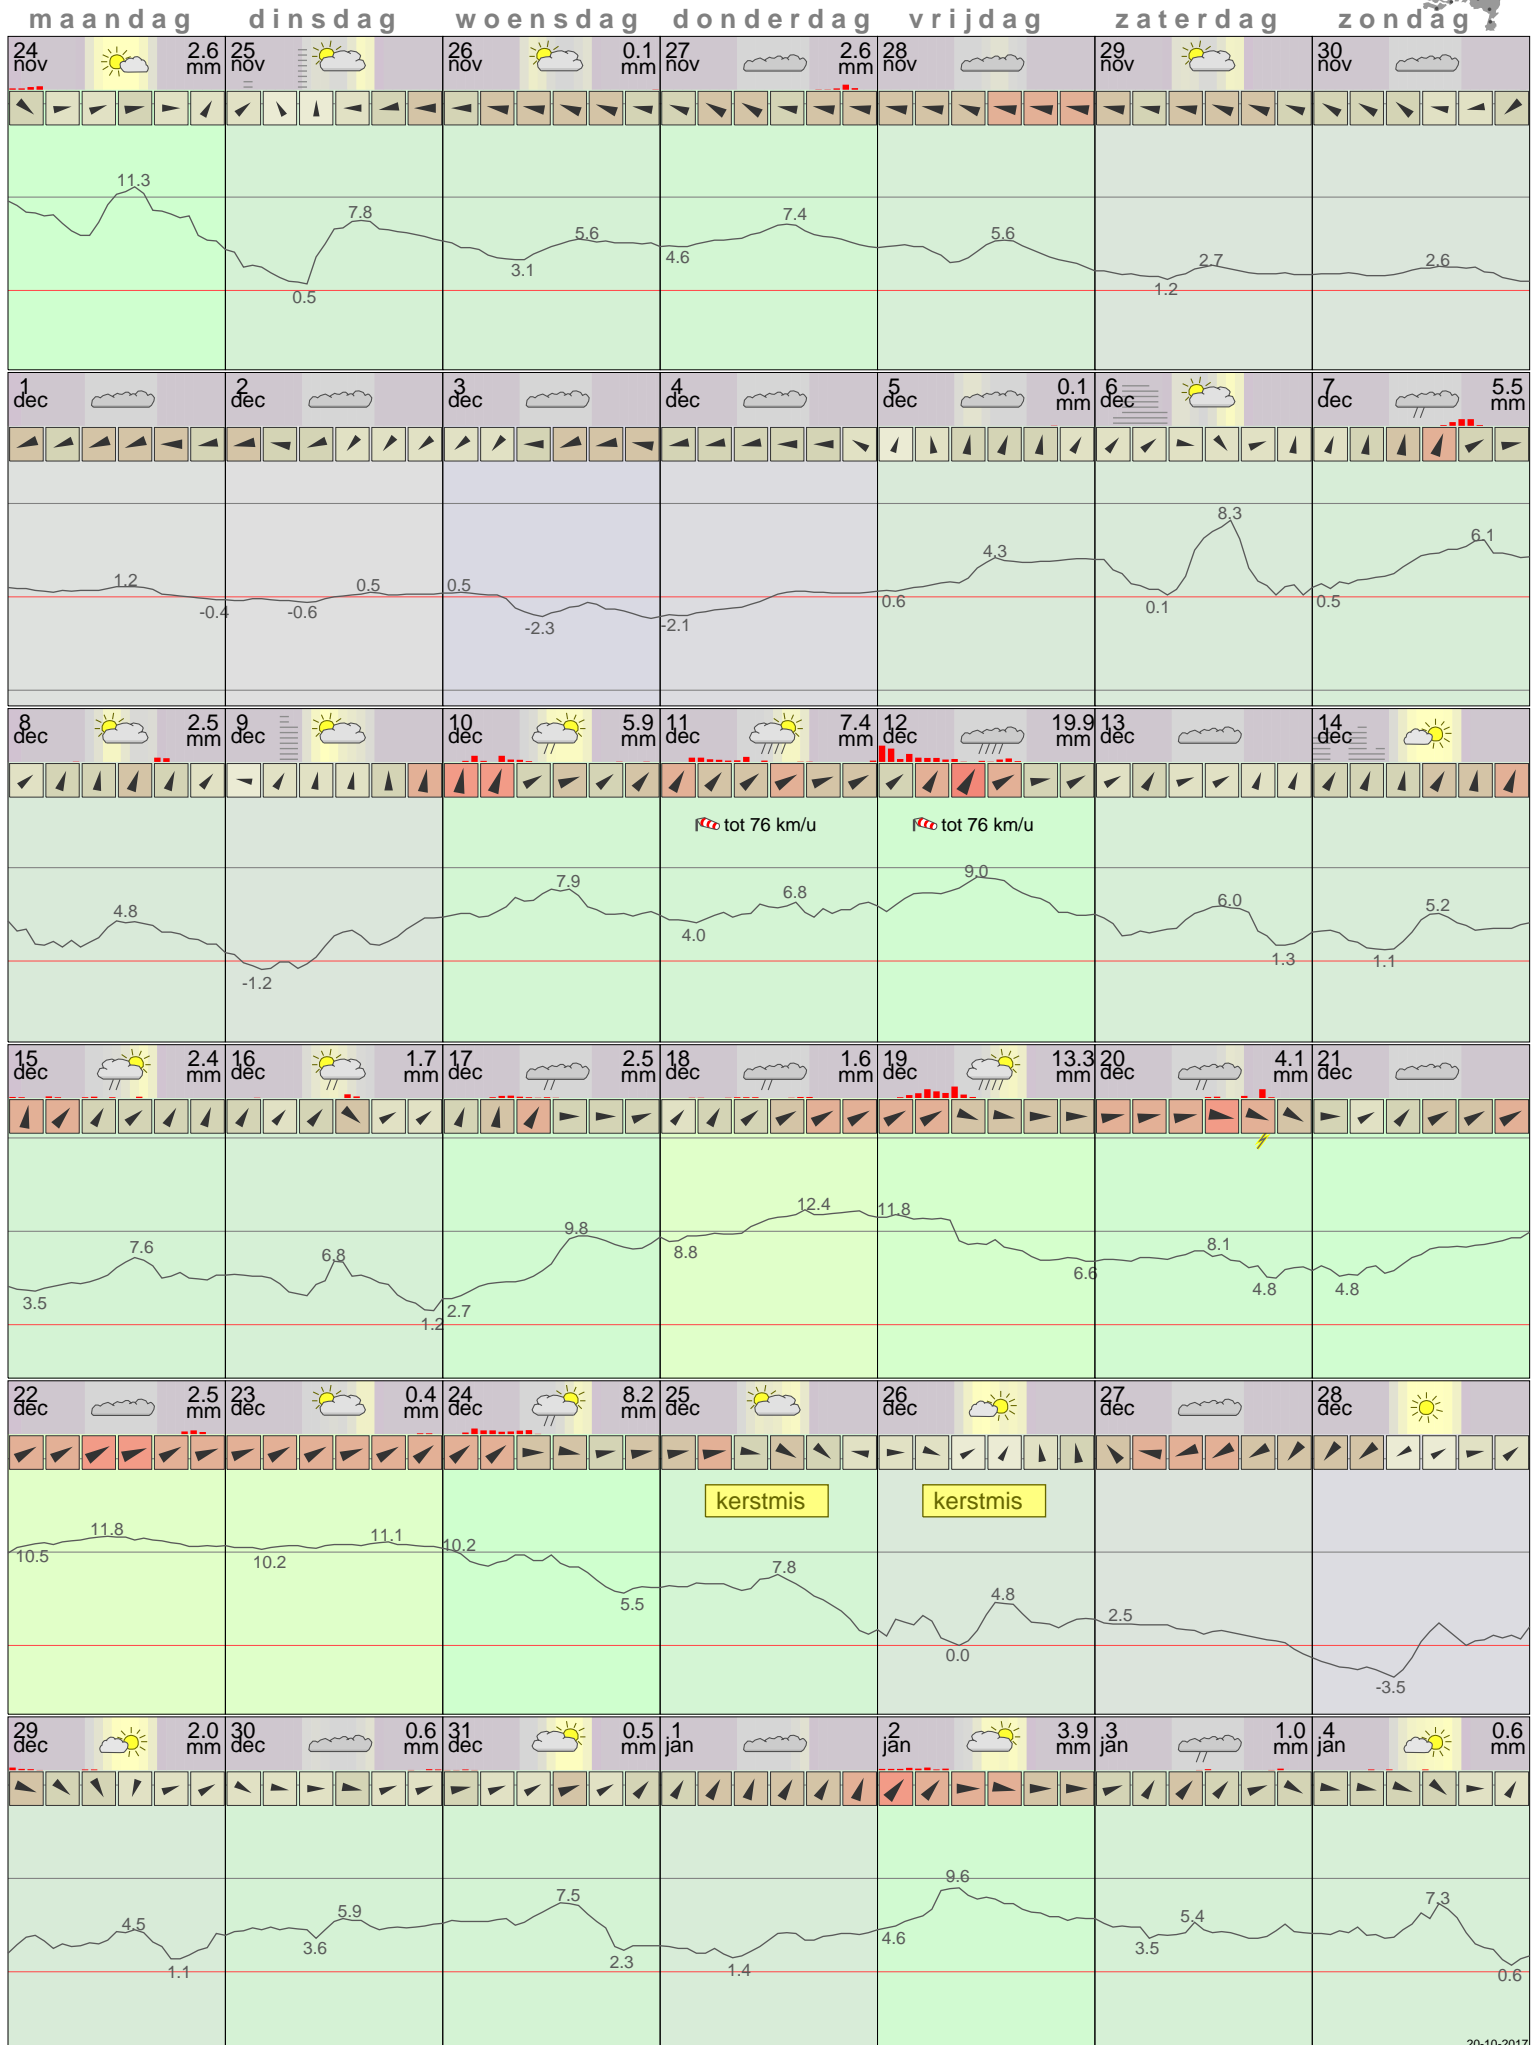 maandag dinsdag woensdag donderdag vrijdag zaterdag zondag
24 nov 2.6 mm
25 nov
26 nov 0.1 mm
27 nov 2.6 mm
28 nov
29 nov
30 nov
11.3 7.8 0.5 3.1 5.6 4.6 7.4 5.6 1.2 2.7 2.6
1 dec
2 dec
3 dec
4 dec
5 dec 0.1 mm
6 dec
7 dec 5.5 mm
1.2 -0.4 -0.6 0.5 0.5 -2.3 -2.1 0.6 4.3 0.1 8.3 0.5 6.1
8 dec 2.5 mm
9 dec
10 dec 5.9 mm
11 dec 7.4 mm
12 dec 19.9 mm
13 dec
14 dec
tot 76 km/u tot 76 km/u
4.8 -1.2 7.9 4.0 6.8 9.0 6.0 1.3 1.1 5.2
15 dec 2.4 mm
16 dec 1.7 mm
17 dec 2.5 mm
18 dec 1.6 mm
19 dec 13.3 mm
20 dec 4.1 mm
21 dec
3.5 7.6 6.8 1.2 2.7 9.8 8.8 12.4 11.8 6.6 8.1 4.8 4.8
22 dec 2.5 mm
23 dec 0.4 mm
24 dec 8.2 mm
25 dec
26 dec
27 dec
28 dec
kerstmis kerstmis
10.5 11.8 10.2 11.1 10.2 5.5 7.8 0.0 4.8 2.5 -3.5
29 dec 2.0 mm
30 dec 0.6 mm
31 dec 0.5 mm
1 jan
2 jan 3.9 mm
3 jan 1.0 mm
4 jan 0.6 mm
4.5 1.1 3.6 5.9 7.5 2.3 1.4 4.6 9.6 3.5 5.4 7.3 0.6
20-10-2017